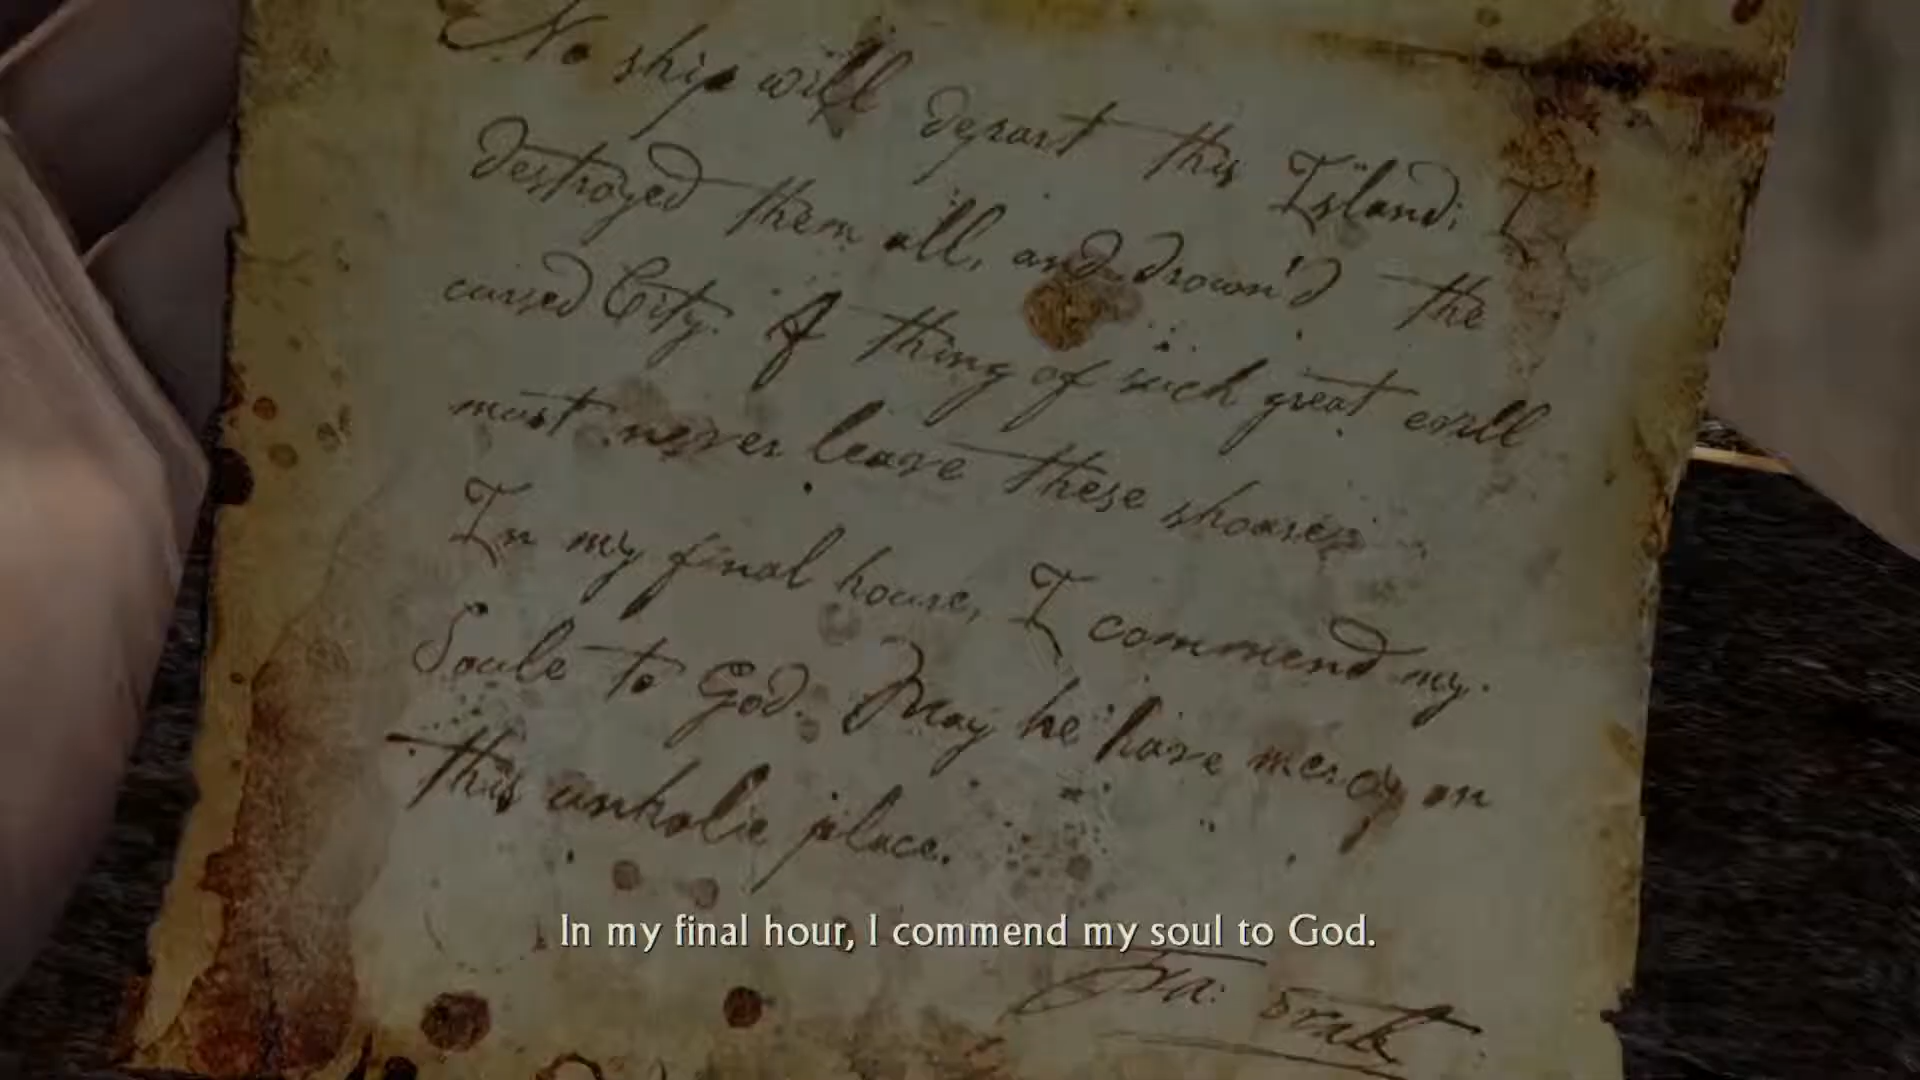 No ship will depart this Island; I
destroyed them all, and drown'd the
cursed City. A thing of such great evill
must never leave these shoares.
In my final houre, I commend my
Soule to God. May he have mercy on
this unholie place.
In my final hour, I commend my soul to God.
Fra: Drak